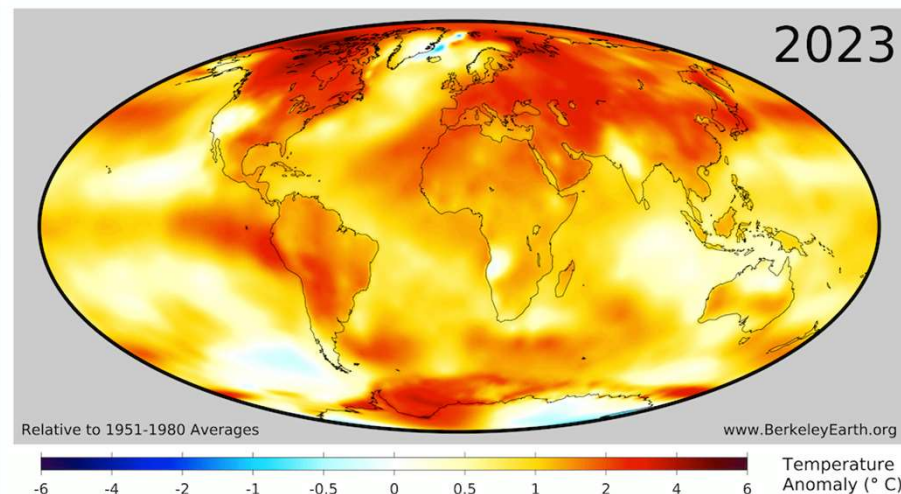 2023
Relative to 1951-1980 Averages
www.BerkeleyEarth.org
-6 -4 -2 -1 -0.5 0 0.5 1 2 4 6
Temperature
Anomaly (° C)